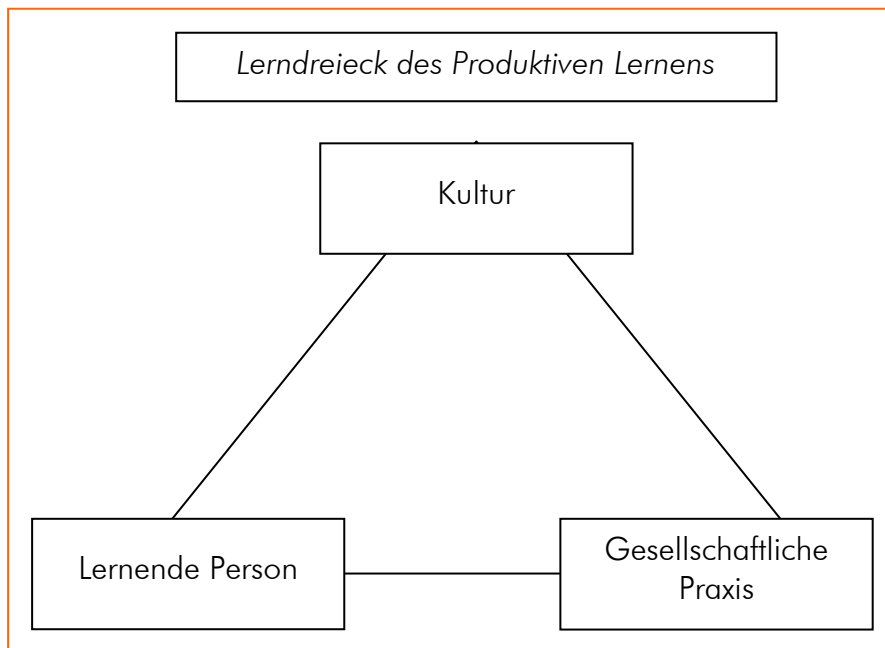 Lerndreieck des Produktiven Lernens
Kultur
Lernende Person
Gesellschaftliche
Praxis